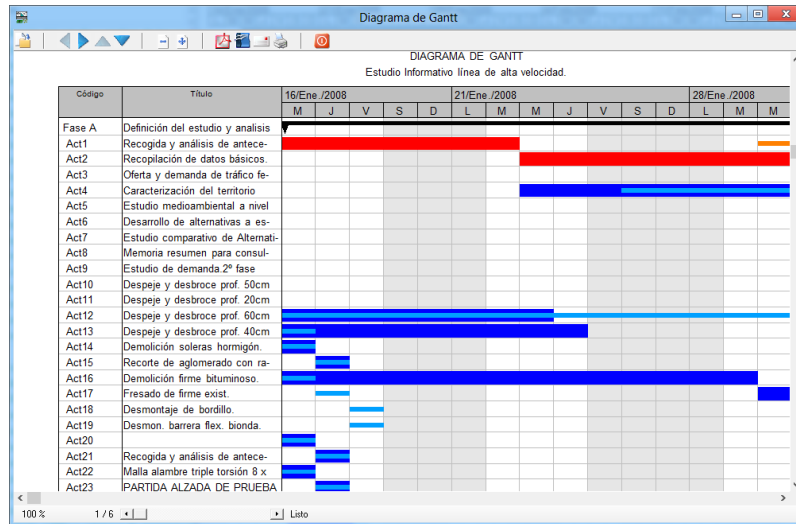 Diagrama de Gantt
DIAGRAMA DE GANTT
Estudio Informativo línea de alta velocidad.
Código Título 16/Ene./2008 21/Ene./2008 28/Ene./2008
M J V S D L M M J V S D L M M
Fase A Definición del estudio y analisis
Act1 Recogida y análisis de antece-
Act2 Recopilación de datos básicos.
Act3 Oferta y demanda de tráfico fe-
Act4 Caracterización del territorio
Act5 Estudio medioambiental a nivel
Act6 Desarrollo de alternativas a es-
Act7 Estudio comparativo de Alternati-
Act8 Memoria resumen para consul-
Act9 Estudio de demanda.2ª fase
Act10 Despeje y desbroce prof. 50cm
Act11 Despeje y desbroce prof. 20cm
Act12 Despeje y desbroce prof. 60cm
Act13 Despeje y desbroce prof. 40cm
Act14 Demolición soleras hormigón.
Act15 Recorte de aglomerado con ra-
Act16 Demolición firme bituminoso.
Act17 Fresado de firme exist.
Act18 Desmontaje de bordillo.
Act19 Desmon. barrera flex. bionda.
Act20
Act21 Recogida y análisis de antece-
Act22 Malla alambre triple torsión 8 x
Act23 PARTIDA ALZADA DE PRUEBA
100 % 1 / 6 Listo